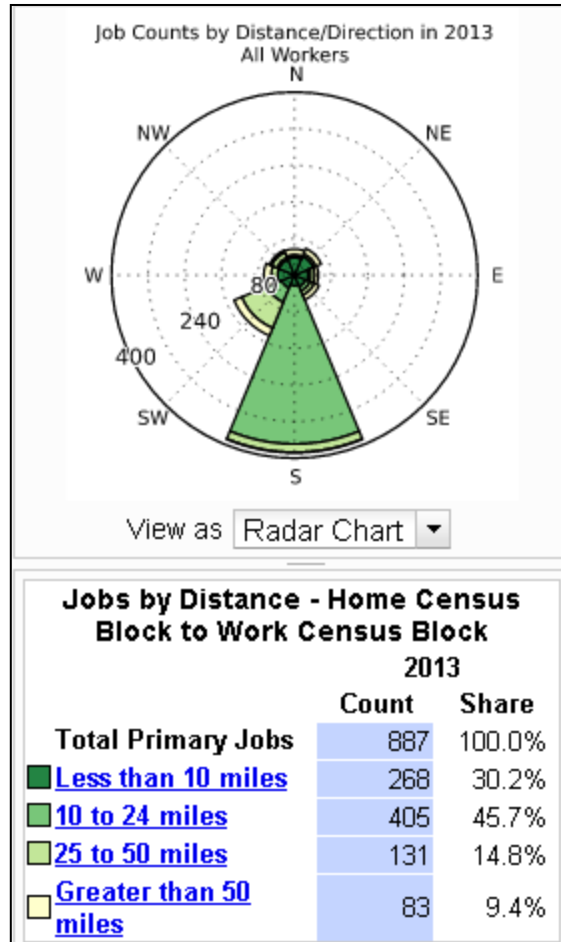 Job Counts by Distance/Direction in 2013
All Workers
N
NW
NE
W
80
E
240
400
SW
SE
S
View as Radar Chart
Jobs by Distance - Home Census
Block to Work Census Block
2013
Count Share
Total Primary Jobs 887 100.0%
Less than 10 miles 268 30.2%
10 to 24 miles 405 45.7%
25 to 50 miles 131 14.8%
Greater than 50
miles 83 9.4%